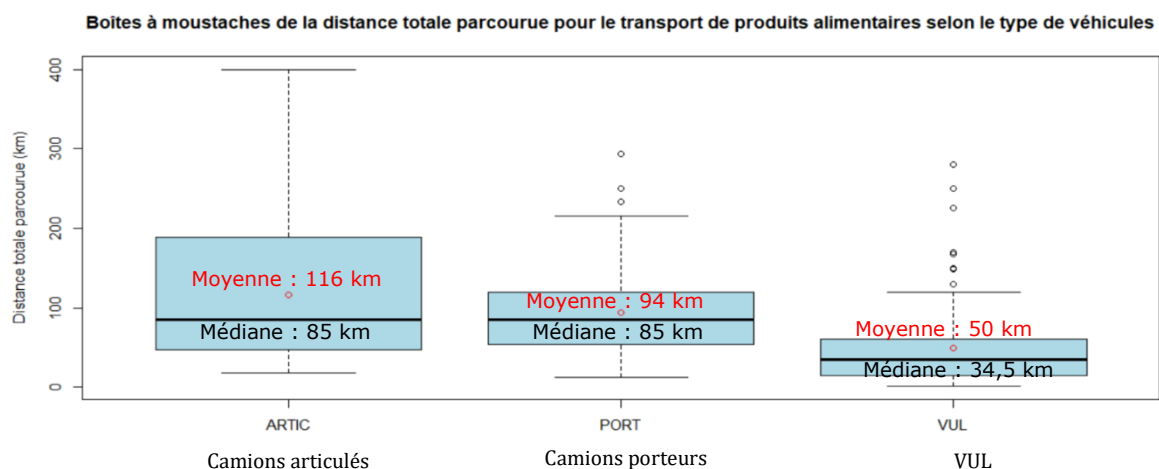 Boîtes à moustaches de la distance totale parcourue pour le transport de produits alimentaires selon le type de véhicules
Distance totale parcourue (km)
400
300
200
100
0
Moyenne : 116 km
Médiane : 85 km
Moyenne : 94 km
Médiane : 85 km
Moyenne : 50 km
Médiane : 34,5 km
ARTIC PORT VUL
Camions articulés Camions porteurs VUL